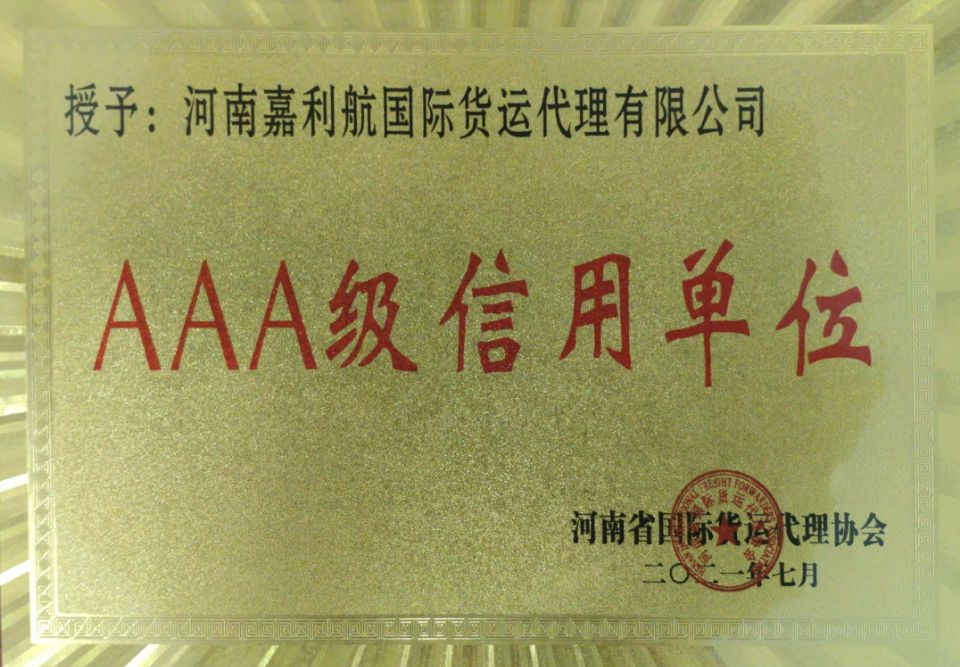 授予：河南嘉利航国际货运代理有限公司
AAA级信用单位
河南省国际货运代理协会
二〇二一年七月